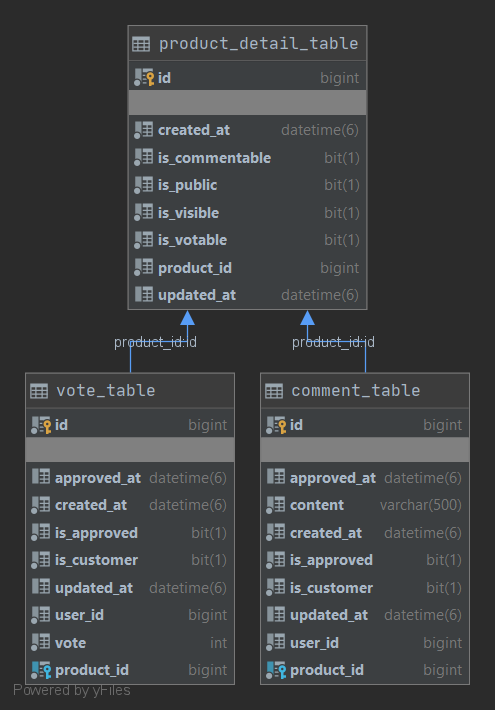 product_detail_table
id bigint
created_at datetime(6)
is_commentable bit(1)
is_public bit(1)
is_visible bit(1)
is_votable bit(1)
product_id bigint
updated_at datetime(6)
product_id:id
product_id:id
vote_table
id bigint
approved_at datetime(6)
created_at datetime(6)
is_approved bit(1)
is_customer bit(1)
updated_at datetime(6)
user_id bigint
vote int
product_id bigint
comment_table
id bigint
approved_at datetime(6)
content varchar(500)
created_at datetime(6)
is_approved bit(1)
is_customer bit(1)
updated_at datetime(6)
user_id bigint
product_id bigint
Powered by yFiles